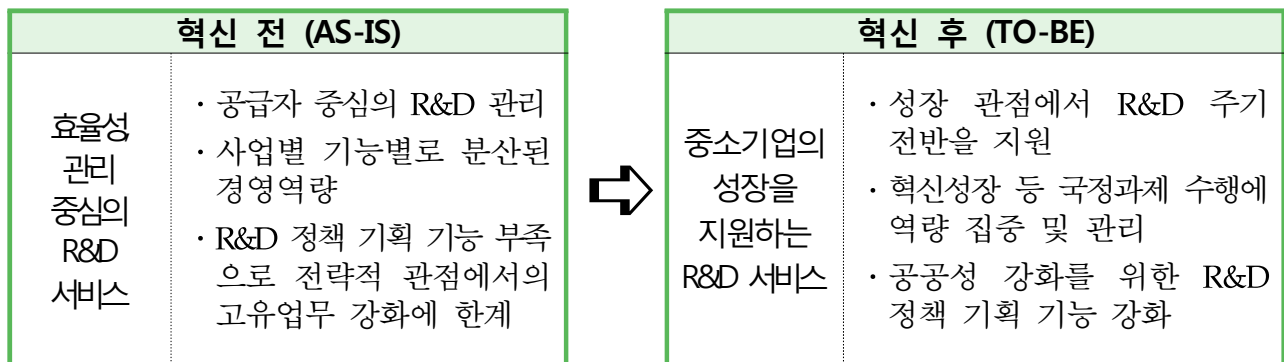 혁신 전 (AS-IS)
효율성,
관리
중심의
R&D
서비스
· 공급자 중심의 R&D 관리
· 사업별 기능별로 분산된
경영역량
· R&D 정책 기획 기능 부족
으로 전략적 관점에서의
고유업무 강화에 한계
혁신 후 (TO-BE)
중소기업의
성장을
지원하는
R&D 서비스
· 성장 관점에서 R&D 주기
전반을 지원
· 혁신성장 등 국정과제 수행에
역량 집중 및 관리
· 공공성 강화를 위한 R&D
정책 기획 기능 강화